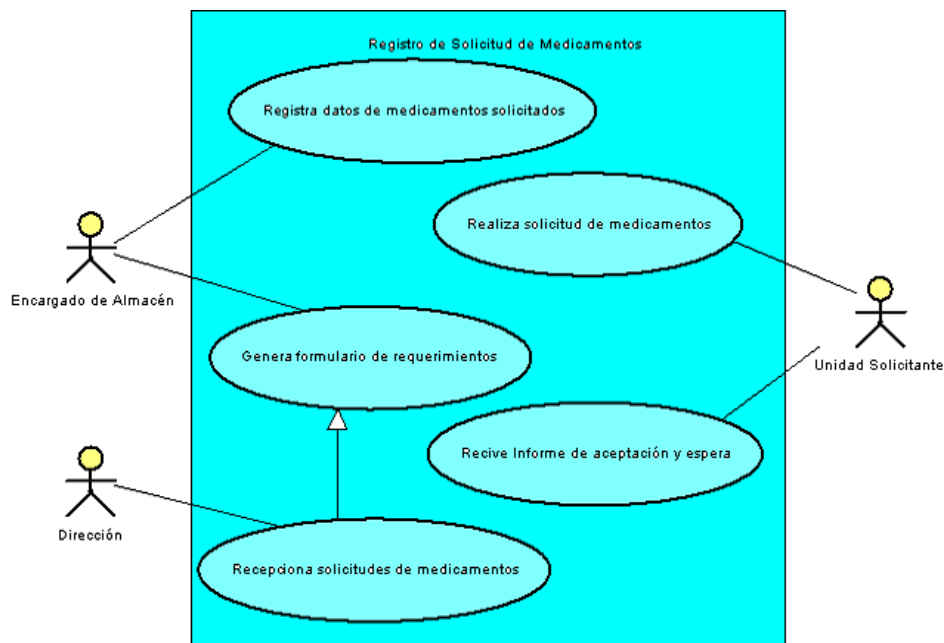 Registro de Solicitud de Medicamentos
Registra datos de medicamentos solicitados
Realiza solicitud de medicamentos
Encargado de Almacén
Genera formulario de requerimientos
Unidad Solicitante
Recive Informe de aceptación y espera
Dirección
Recepciona solicitudes de medicamentos